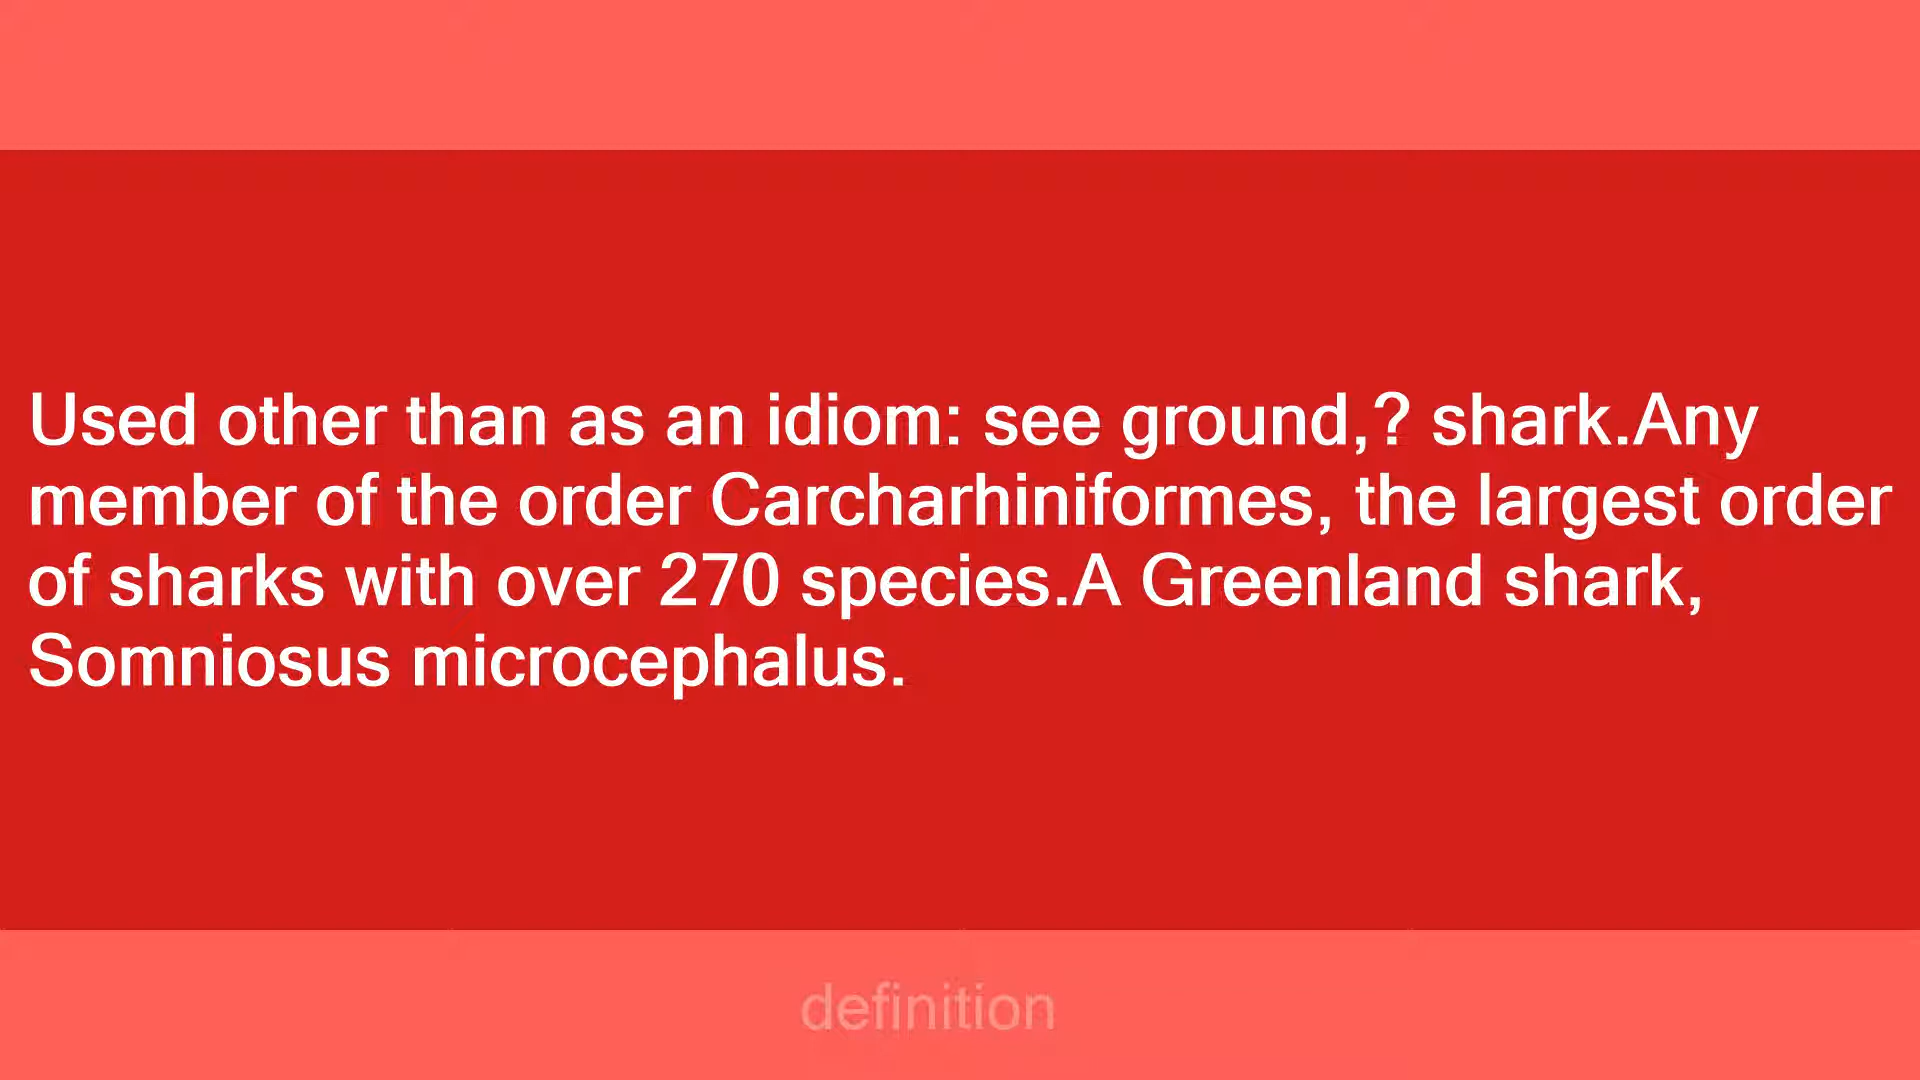 Used other than as an idiom: see ground,? shark.Any
member of the order Carcharhiniformes, the largest order
of sharks with over 270 species.A Greenland shark,
Somniosus microcephalus.
definition